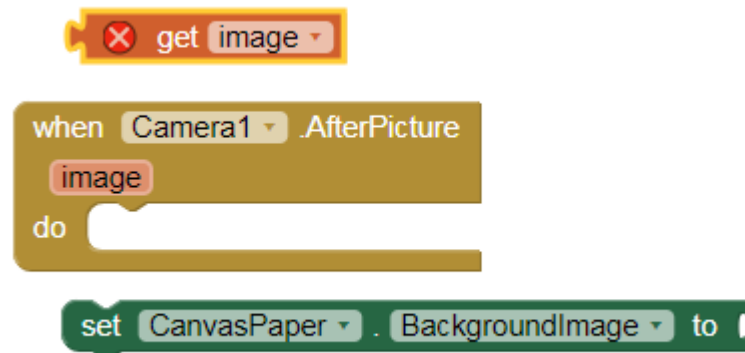 get image
when Camera1 .AfterPicture
image
do
set CanvasPaper . BackgroundImage to